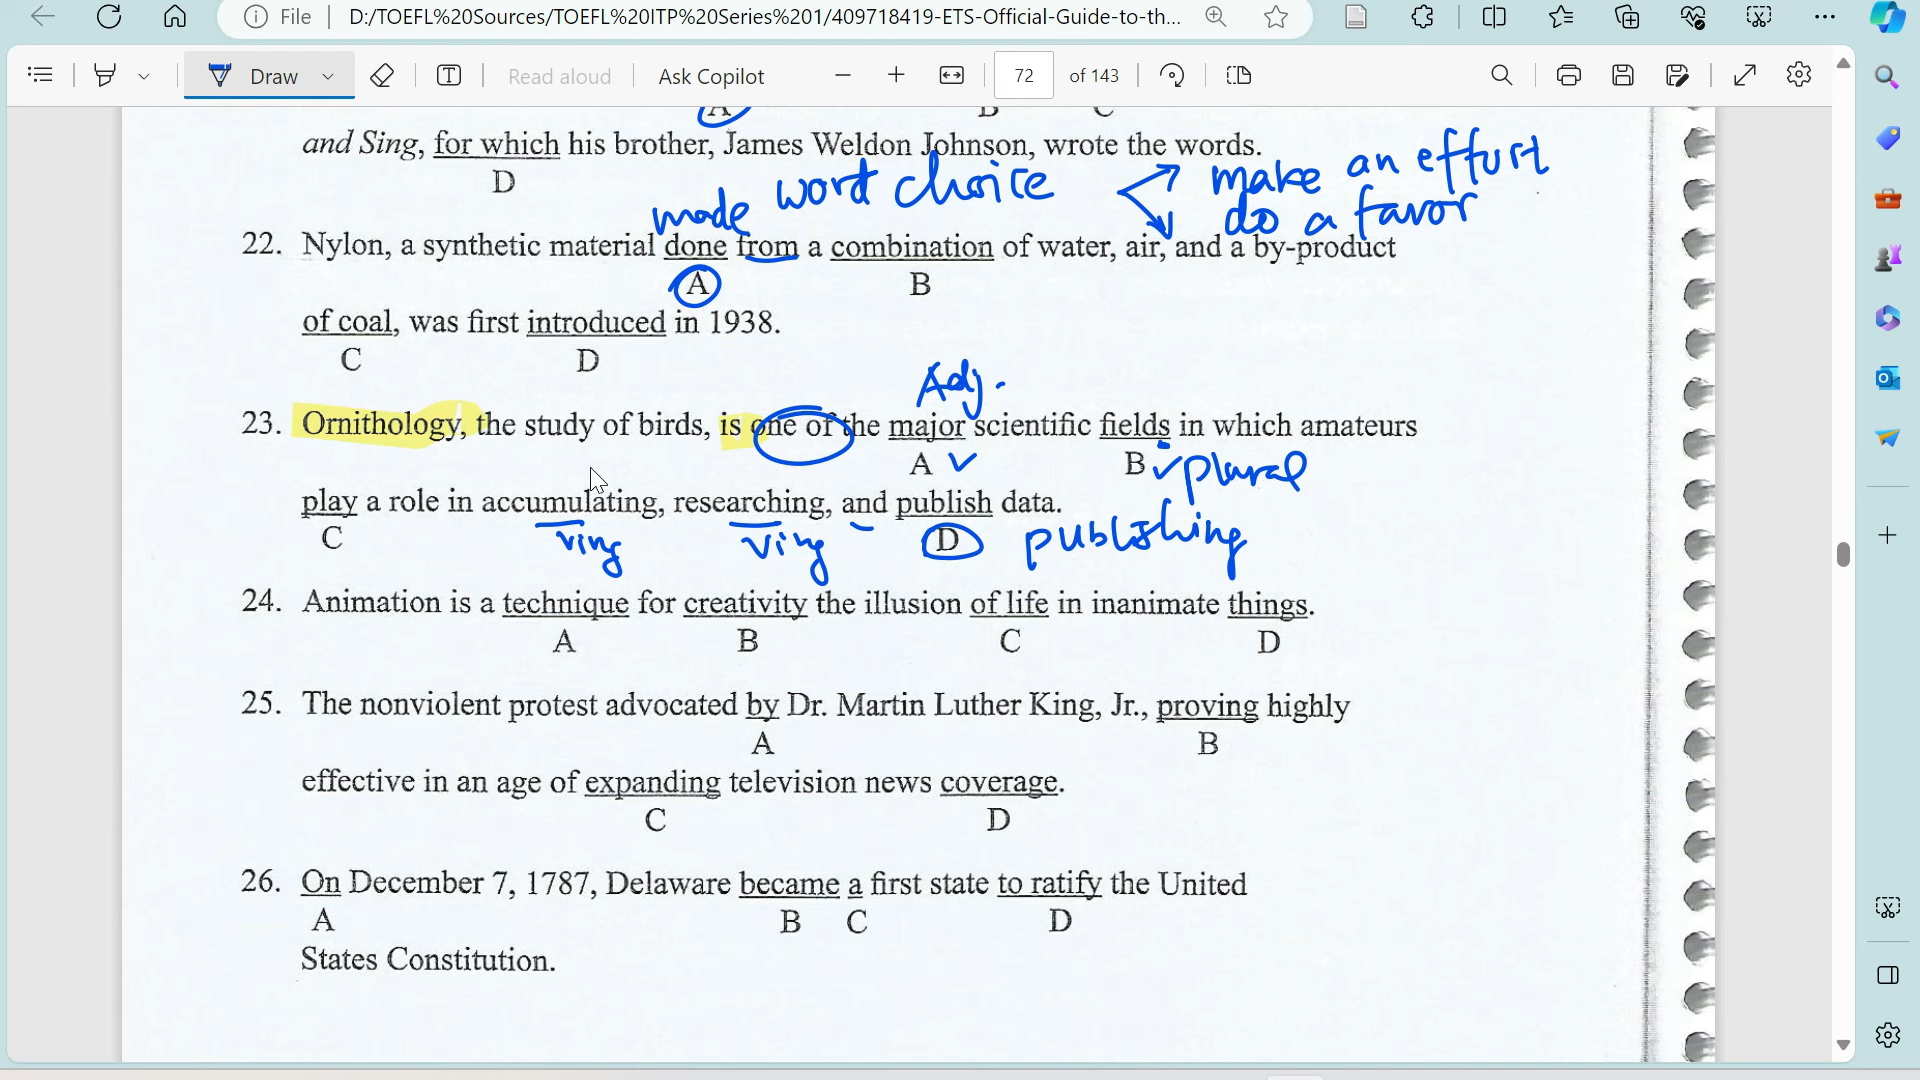 File D:/TOEFL%20Sources/TOEFL%20ITP%20Series%201/409718419-ETS-Official-Guide-to-th...
Draw Read aloud Ask Copilot 72 of 143
A B C
and Sing, for which his brother, James Weldon Johnson, wrote the words.
D
made word choice make an effort
do a favor
22. Nylon, a synthetic material done from a combination of water, air, and a by-product
A B
of coal, was first introduced in 1938.
C D
Adj.
23. Ornithology, the study of birds, is one of the major scientific fields in which amateurs
A B plural
play a role in accumulating, researching, and publish data.
C Ving Ving D publishing
24. Animation is a technique for creativity the illusion of life in inanimate things.
A B C D
25. The nonviolent protest advocated by Dr. Martin Luther King, Jr., proving highly
A B
effective in an age of expanding television news coverage.
C D
26. On December 7, 1787, Delaware became a first state to ratify the United
A B C D
States Constitution.